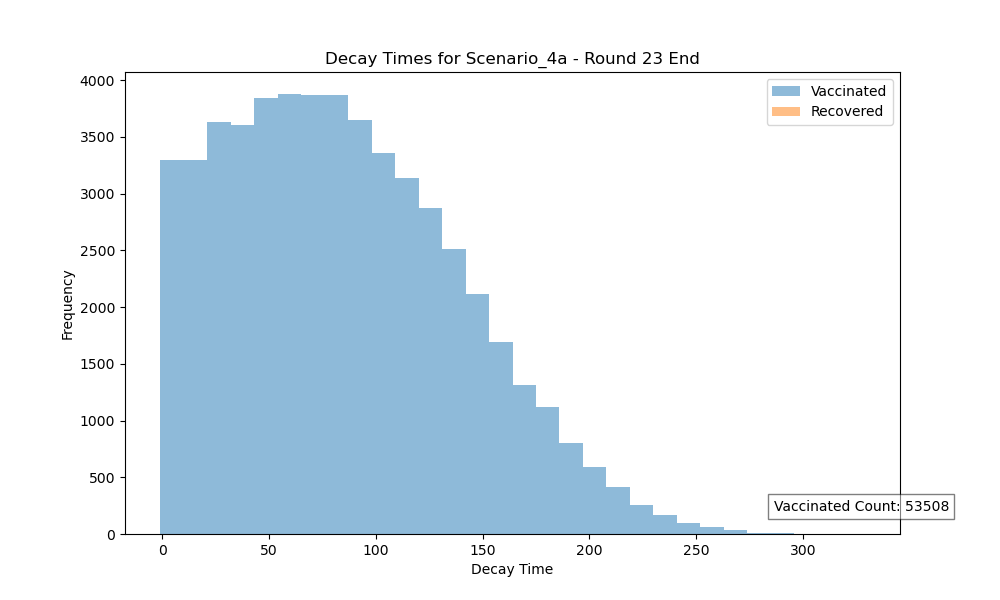 Decay Times for Scenario_4a - Round 23 End
Vaccinated
Recovered
4000
3500
3000
2500
2000
1500
1000
500
0
Frequency
Vaccinated Count: 53508
0 50 100 150 200 250 300
Decay Time